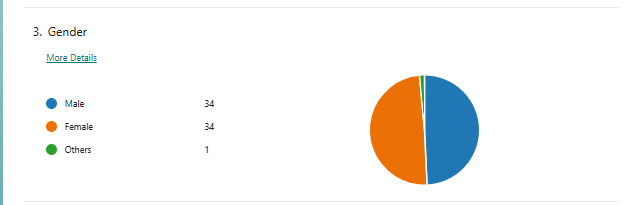 3. Gender
More Details
Male 34
Female 34
Others 1